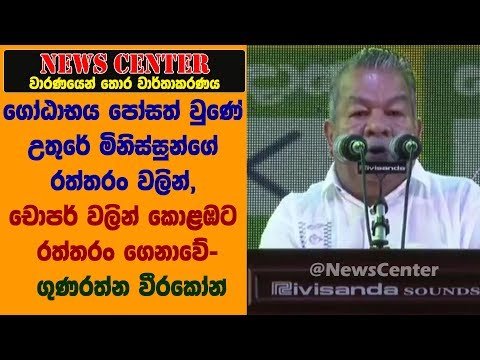 NEWS CENTER
වාරණයෙන් තොර වාර්තාකරණය
ගෝඨාභය පෝසත් වුණේ
උතුරේ මිනිස්සුන්ගේ
රත්තරං වලින්,
චොපර් වලින් කොළඹට
රත්තරං ගෙනාවේ-
ගුණරත්න වීරකෝන්
@NewsCenter
Rivisanda SOUNDS
Rivisanda